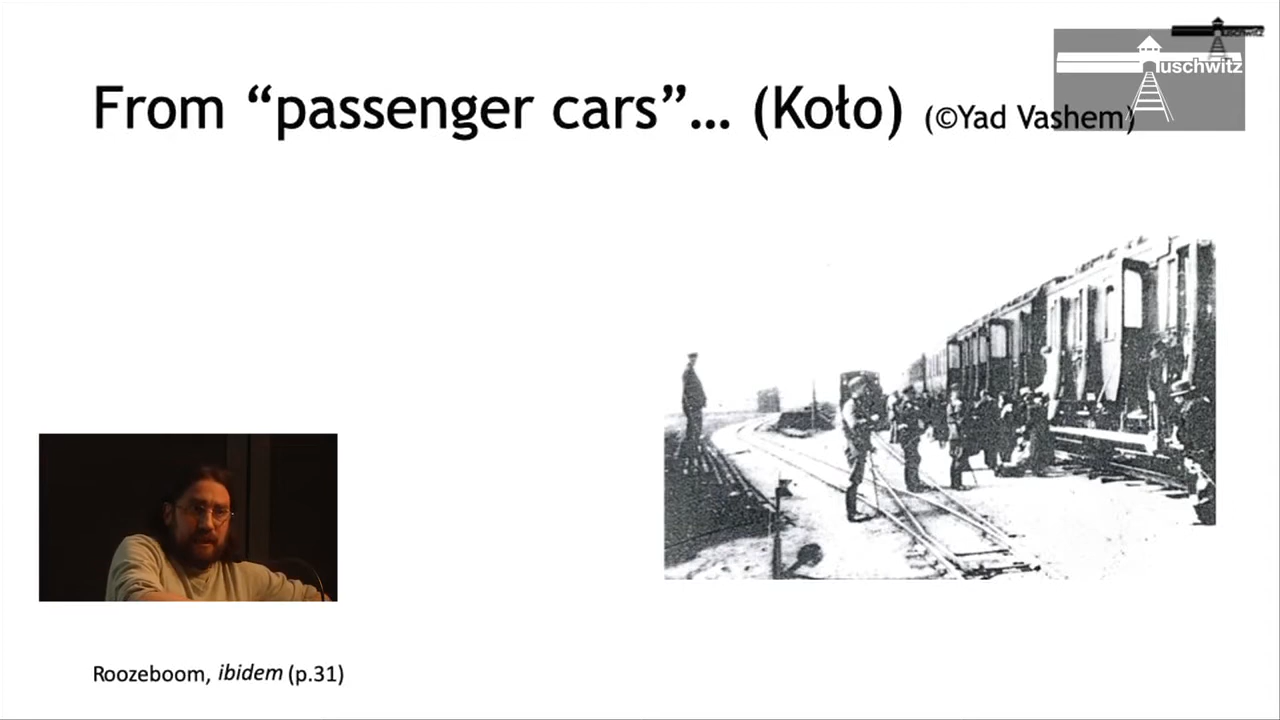 From “passenger cars”… (Koło) (©Yad Vashem)
uschwitz
Roozeboom, ibidem (p.31)